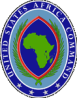 UNITED STATES AFRICA COMMAND